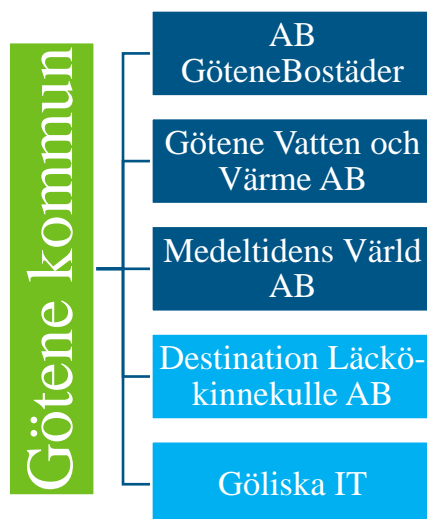 Götene kommun
AB
GöteneBostäder
Götene Vatten och
Värme AB
Medeltidens Värld
AB
Destination Läckö-
kinnekulle AB
Göliska IT